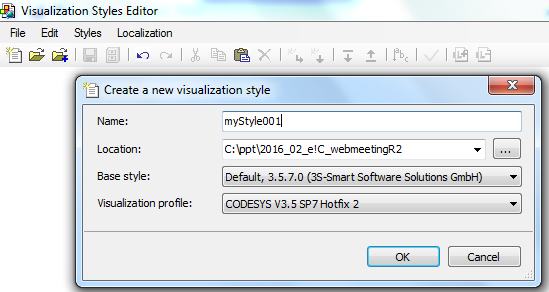 Visualization Styles Editor
File Edit Styles Localization
Create a new visualization style
Name: myStyle001
Location: C:\ppt\2016_02_e!C_webmeetingR2 ...
Base style: Default, 3.5.7.0 (3S-Smart Software Solutions GmbH)
Visualization profile: CODESYS V3.5 SP7 Hotfix 2
OK Cancel